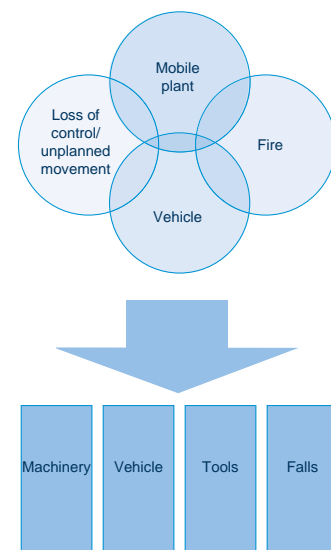 Mobile
plant
Loss of
control/
unplanned
movement
Fire
Vehicle
Machinery
Vehicle
Tools
Falls